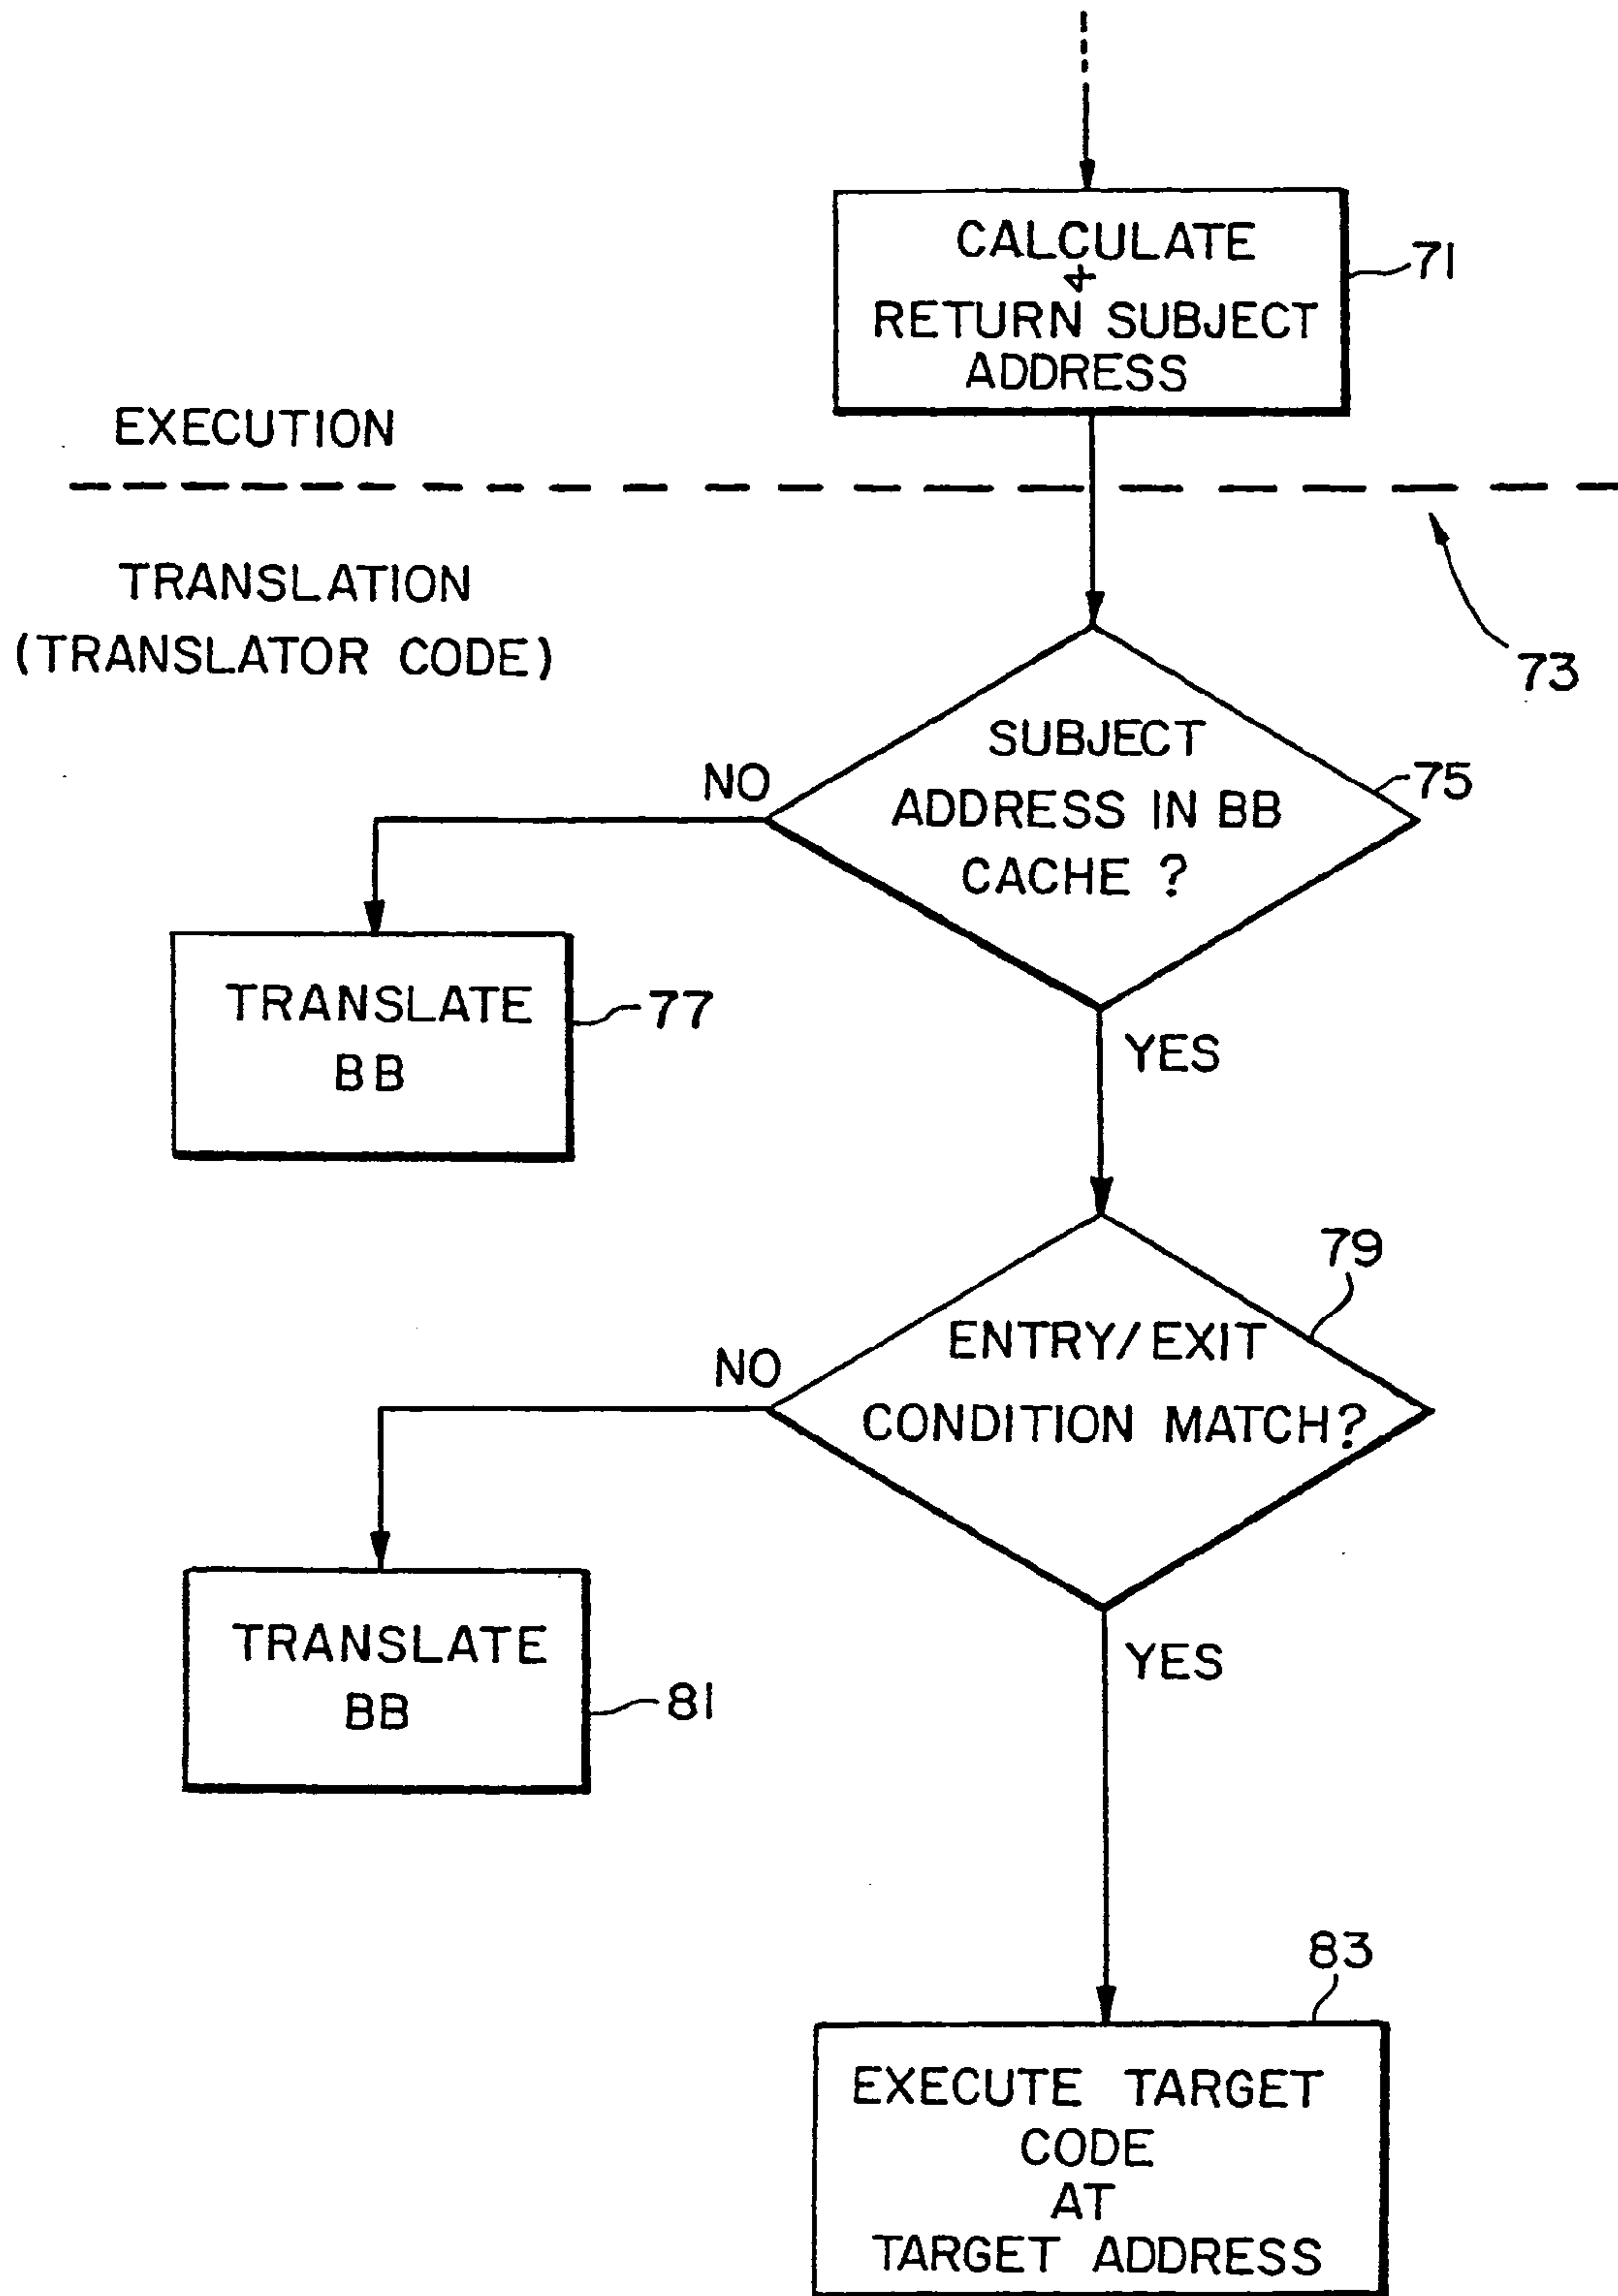 CALCULATE
&
RETURN SUBJECT
ADDRESS
71
EXECUTION
TRANSLATION
(TRANSLATOR CODE)
73
SUBJECT
ADDRESS IN BB
CACHE ?
75
NO
TRANSLATE
BB
77
YES
79
ENTRY/EXIT
CONDITION MATCH?
NO
TRANSLATE
BB
81
YES
83
EXECUTE TARGET
CODE
AT
TARGET ADDRESS